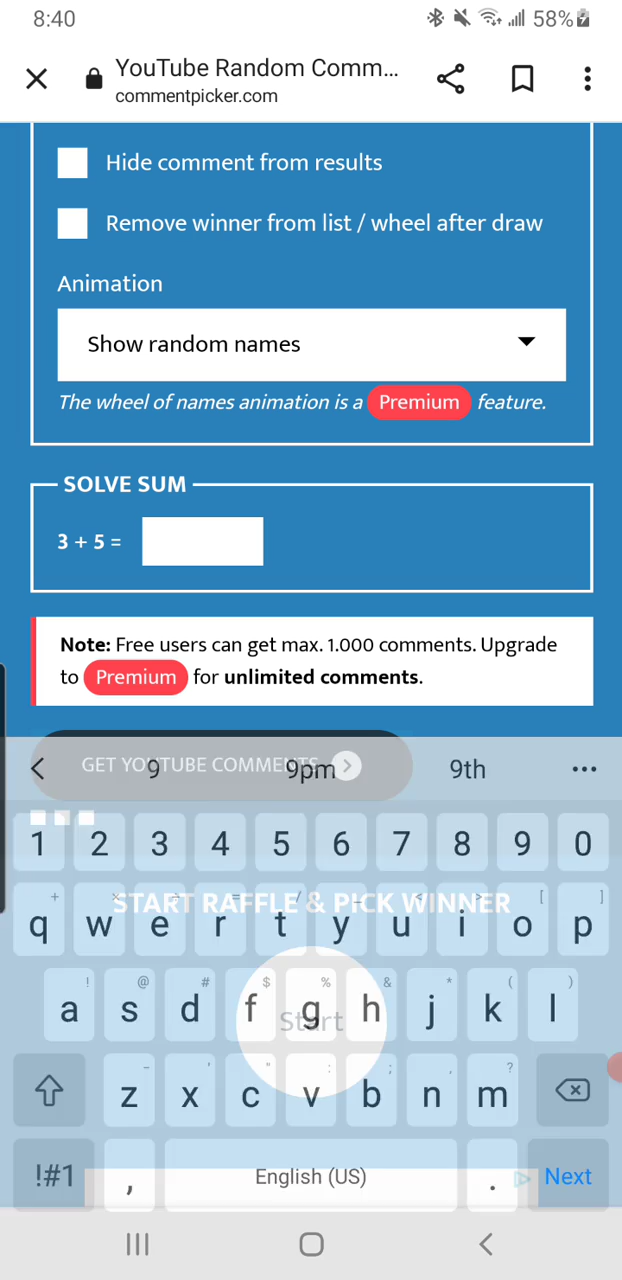 8:40
58%
YouTube Random Comm...
commentpicker.com
Hide comment from results
Remove winner from list / wheel after draw
Animation
Show random names
The wheel of names animation is a Premium feature.
SOLVE SUM
3 + 5 =
Note: Free users can get max. 1.000 comments. Upgrade
to Premium for unlimited comments.
GET YOUTUBE COMMENTS
9 9pm 9th ...
1 2 3 4 5 6 7 8 9 0
START RAFFLE & PICK WINNER
+ × ÷ = / _ < > [ ]
q w e r t y u i o p
! @ # $ % & * ( )
a s d f g h j k l
Start
- ' " : ; , ?
z x c v b n m
!#1 , English (US) . Next